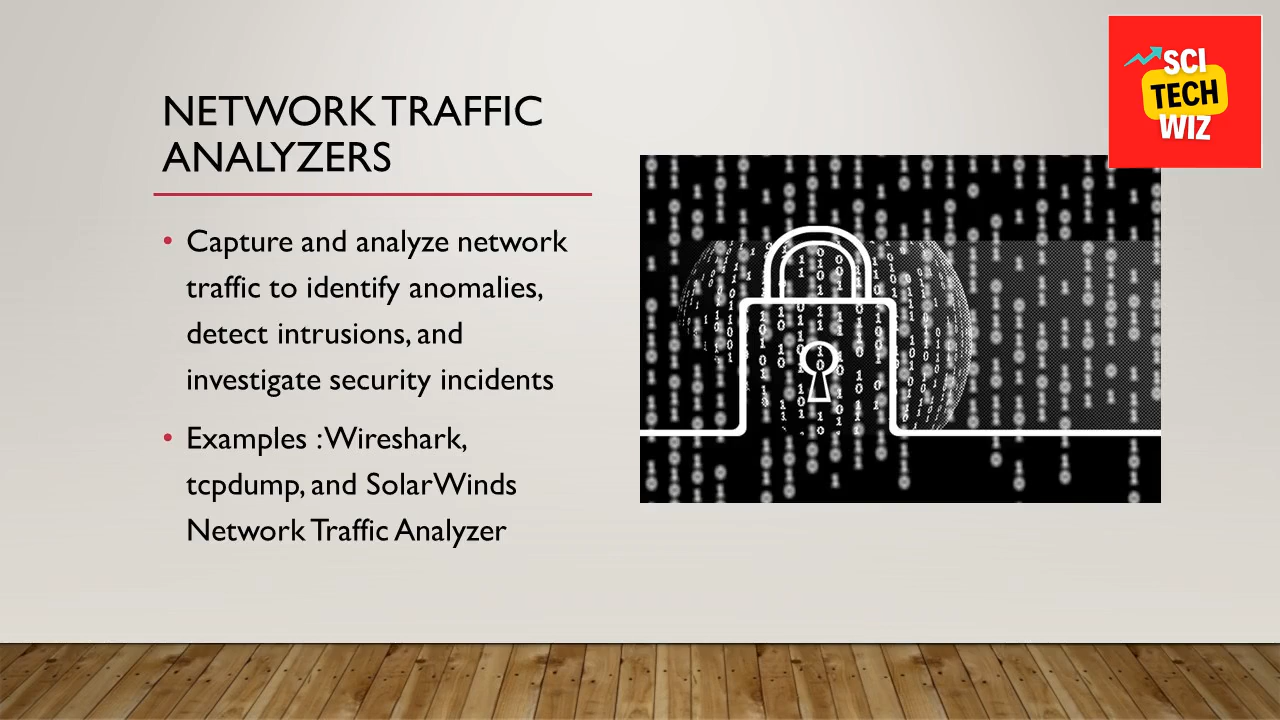 NETWORK TRAFFIC
ANALYZERS
• Capture and analyze network
traffic to identify anomalies,
detect intrusions, and
investigate security incidents
• Examples :Wireshark,
tcpdump, and SolarWinds
Network Traffic Analyzer
SCI
TECH
WIZ